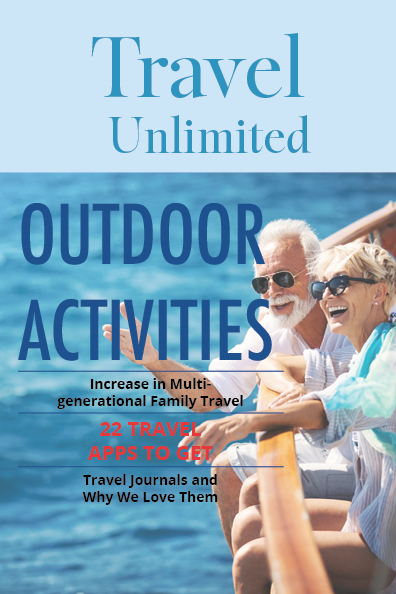 Travel
Unlimited
OUTDOOR
ACTIVITIES
Increase in Multi-
generational Family Travel
22 TRAVEL
APPS TO GET
Travel Journals and
Why We Love Them